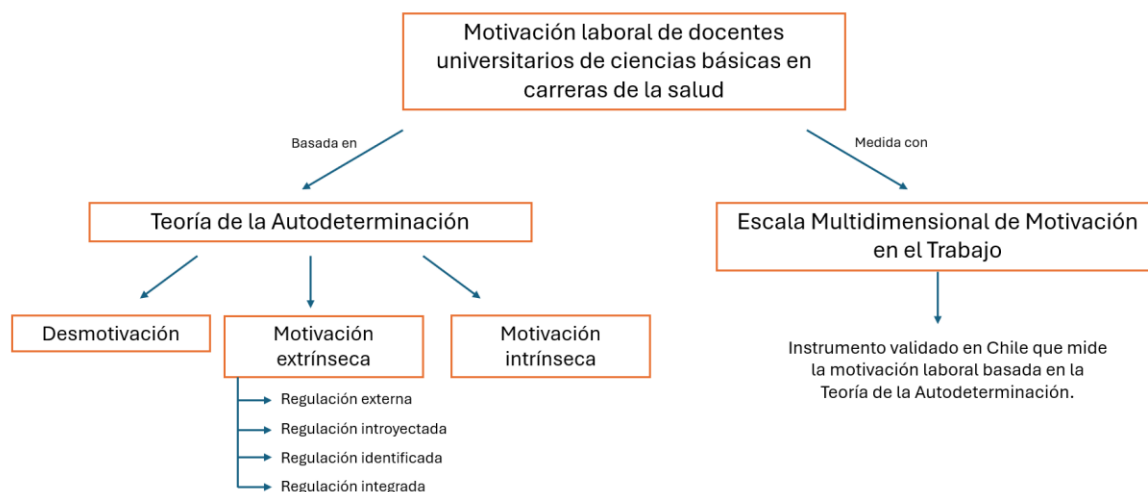 Motivación laboral de docentes
universitarios de ciencias básicas en
carreras de la salud
Basada en
Medida con
Teoría de la Autodeterminación
Escala Multidimensional de Motivación
en el Trabajo
Desmotivación
Motivación
extrínseca
Motivación
intrínseca
Instrumento validado en Chile que mide
la motivación laboral basada en la
Teoría de la Autodeterminación.
Regulación externa
Regulación introyectada
Regulación identificada
Regulación integrada